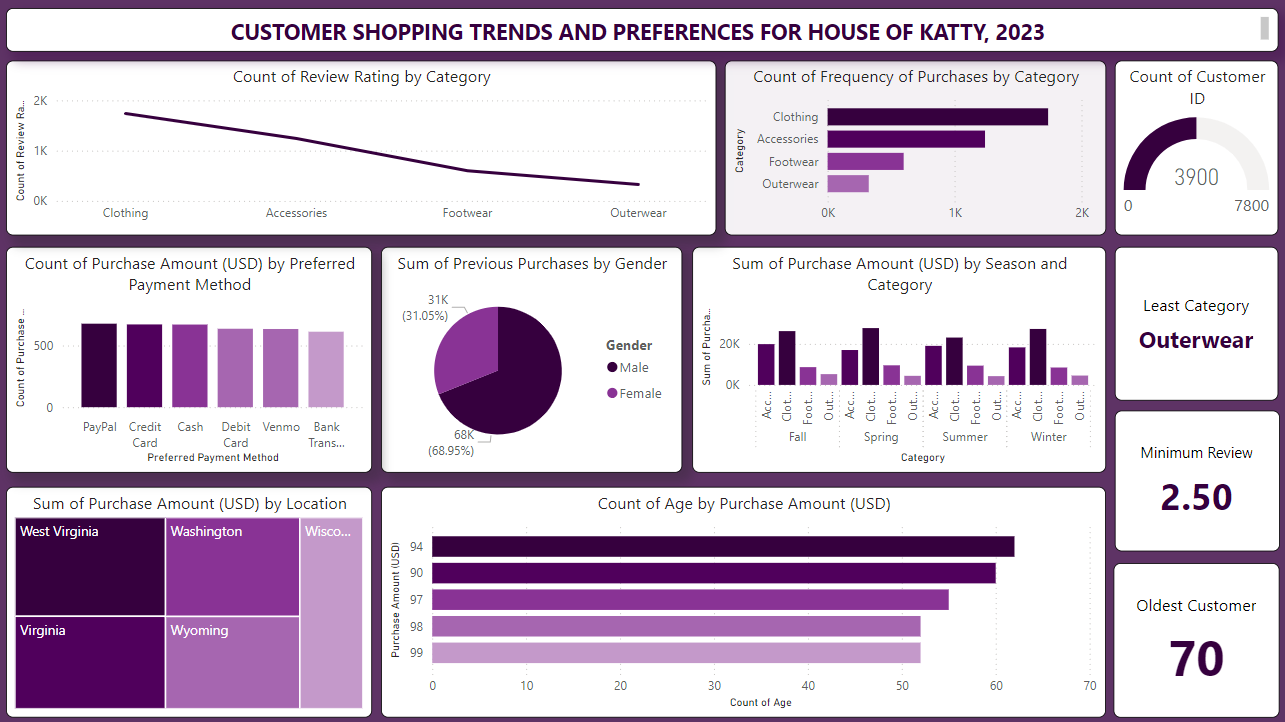 CUSTOMER SHOPPING TRENDS AND PREFERENCES FOR HOUSE OF KATTY, 2023
Count of Review Rating by Category
Count of Review Ra...
2K
1K
0K
Clothing
Accessories
Footwear
Outerwear
Count of Frequency of Purchases by Category
Category
Clothing
Accessories
Footwear
Outerwear
0K
1K
2K
Count of Customer
ID
3900
0
7800
Count of Purchase Amount (USD) by Preferred
Payment Method
Count of Purchase ...
500
0
PayPal
Credit
Card
Cash
Debit
Card
Venmo
Bank
Trans...
Preferred Payment Method
Sum of Previous Purchases by Gender
31K
(31.05%)
68K
(68.95%)
Gender
Male
Female
Sum of Purchase Amount (USD) by Season and
Category
Sum of Purcha...
20K
0K
Acc...
Clot...
Foot...
Out...
Acc...
Clot...
Foot...
Out...
Acc...
Clot...
Foot...
Out...
Acc...
Clot...
Foot...
Out...
Fall
Spring
Summer
Winter
Category
Least Category
Outerwear
Minimum Review
2.50
Oldest Customer
70
Sum of Purchase Amount (USD) by Location
West Virginia
Washington
Wisco...
Virginia
Wyoming
Count of Age by Purchase Amount (USD)
Purchase Amount (USD)
94
90
97
98
99
0
10
20
30
40
50
60
70
Count of Age